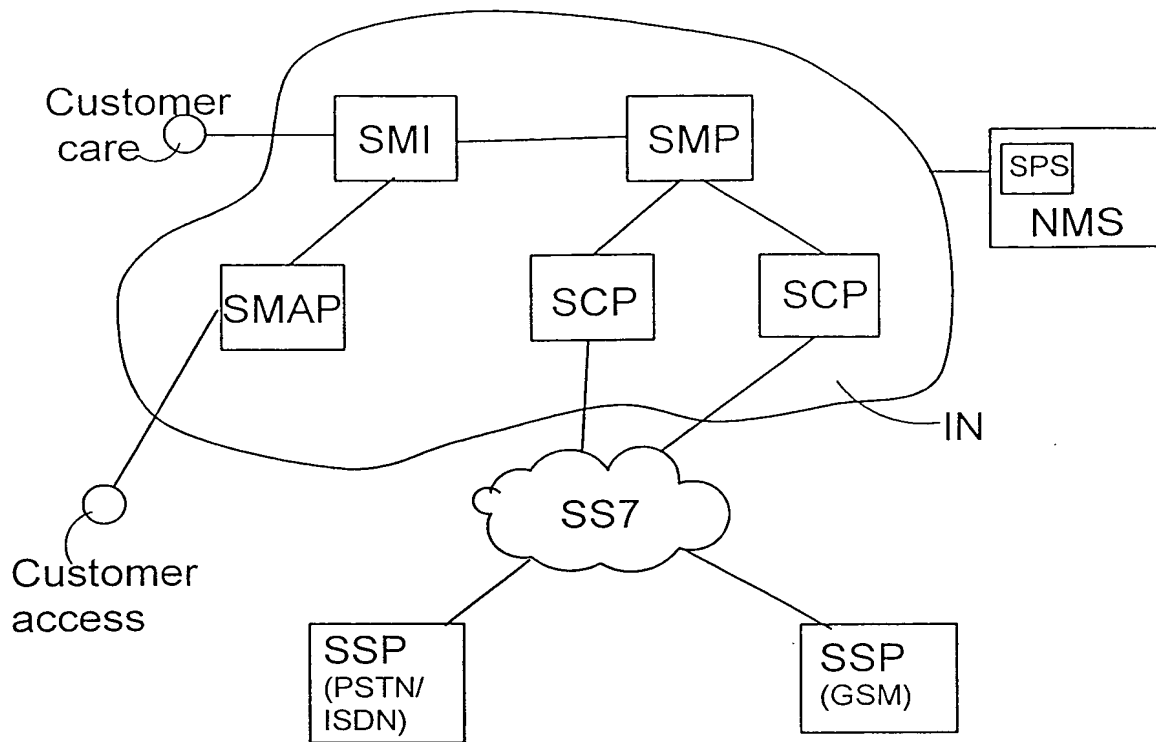 Customer
care
SMI
SMP
SPS
NMS
SMAP
SCP
SCP
IN
SS7
Customer
access
SSP
(PSTN/
ISDN)
SSP
(GSM)